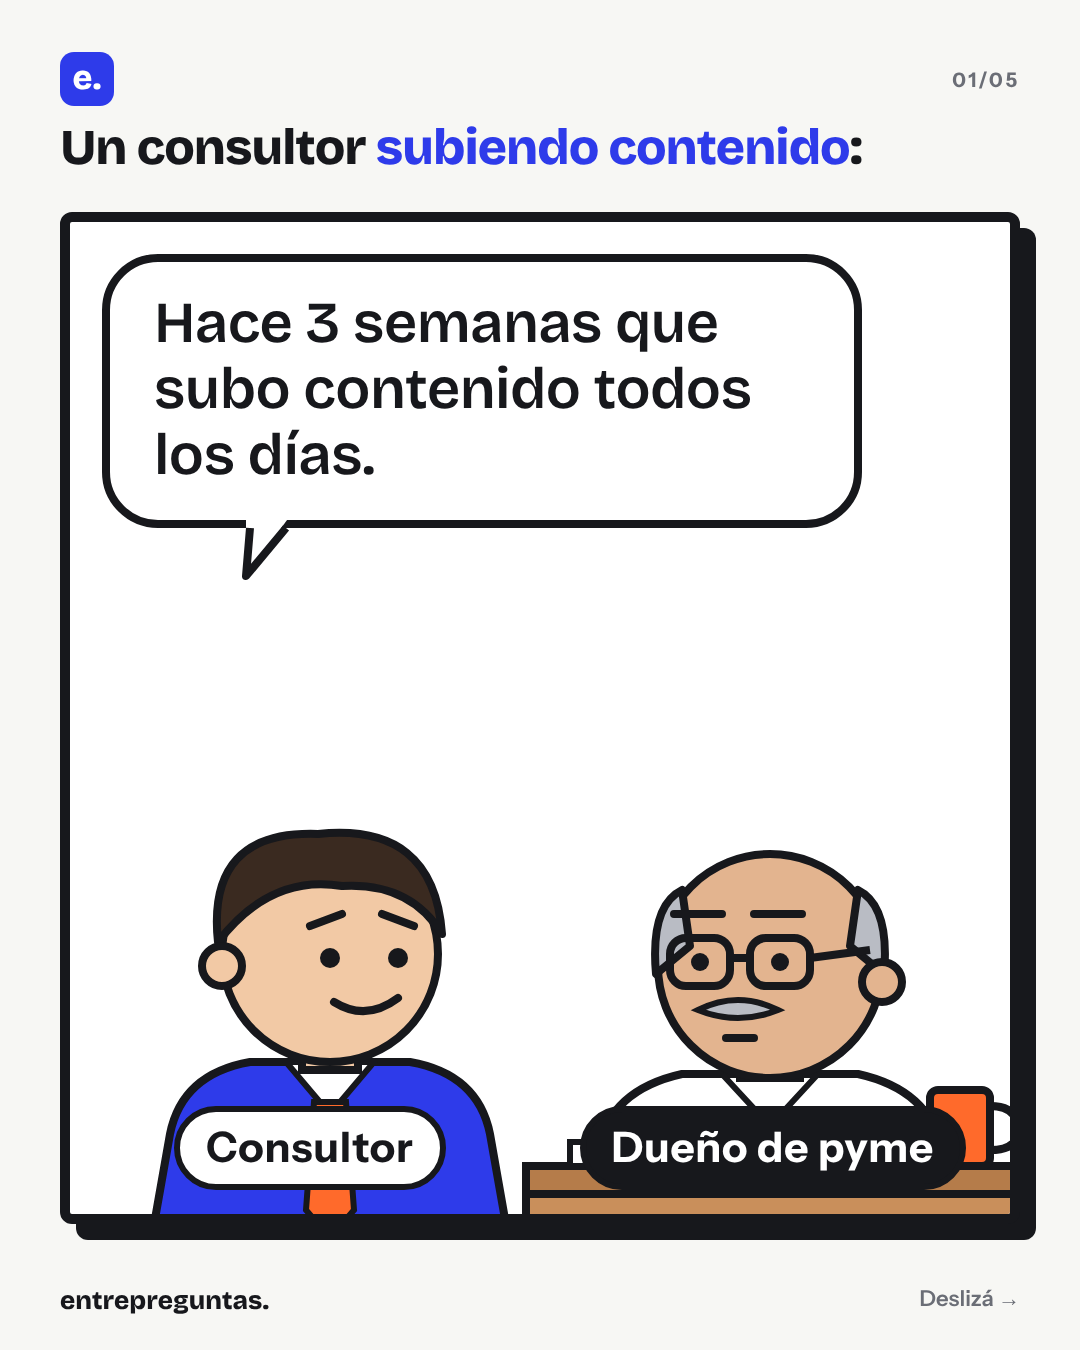 e.
01/05
Un consultor subiendo contenido:
Hace 3 semanas que
subo contenido todos
los días.
Consultor
Dueño de pyme
entrepreguntas.
Deslizá →